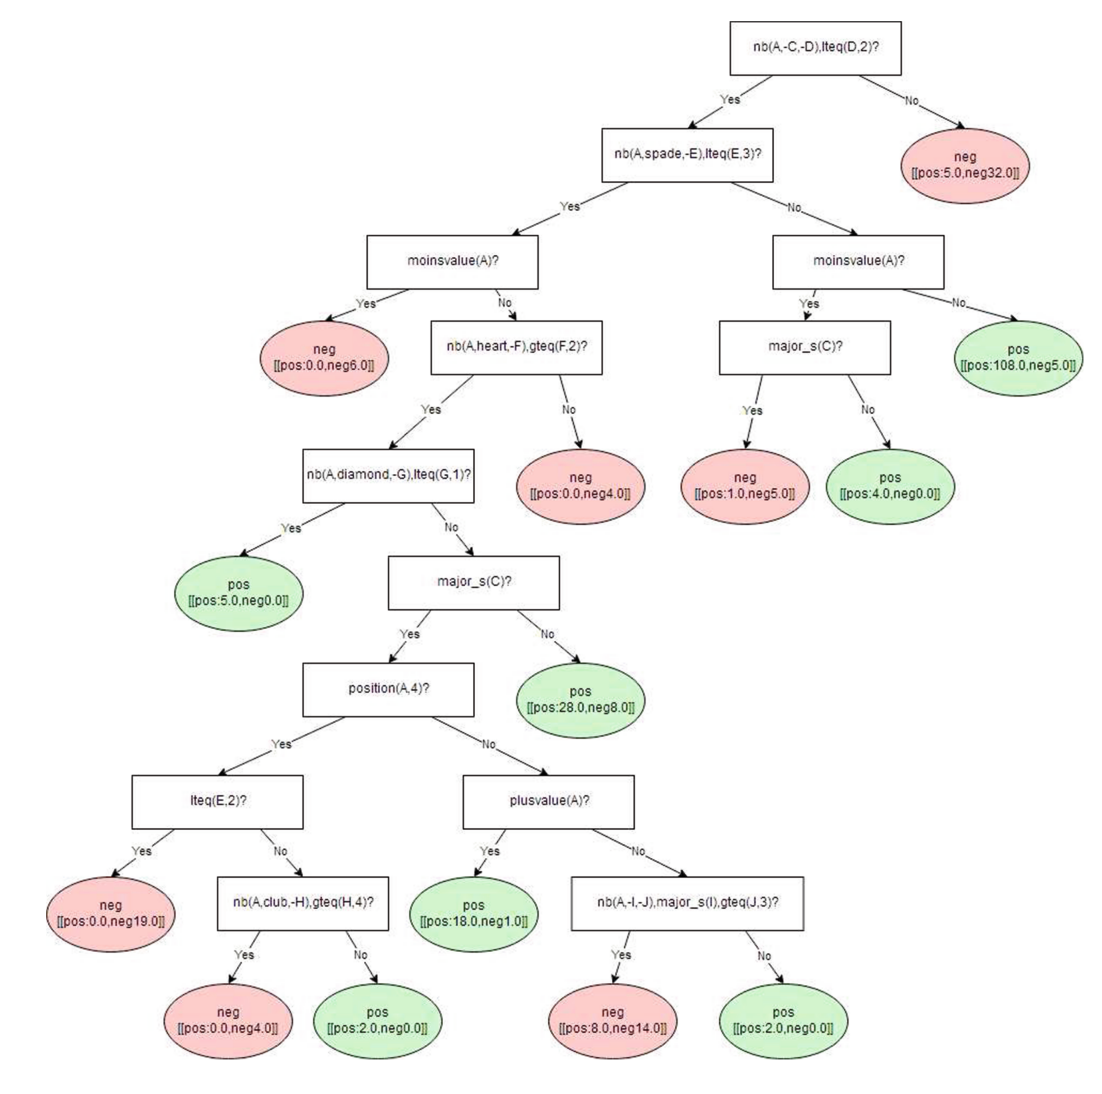 nb(A,-C,-D),lteq(D,2)?
Yes
No
nb(A,spade,-E),lteq(E,3)?
neg
[[pos:5.0,neg32.0]]
Yes
No
moinsvalue(A)?
moinsvalue(A)?
Yes
No
Yes
No
neg
[[pos:0.0,neg6.0]]
nb(A,heart,-F),gteq(F,2)?
major_s(C)?
pos
[[pos:108.0,neg5.0]]
Yes
No
Yes
No
nb(A,diamond,-G),lteq(G,1)?
neg
[[pos:0.0,neg4.0]]
neg
[[pos:1.0,neg5.0]]
pos
[[pos:4.0,neg0.0]]
Yes
No
pos
[[pos:5.0,neg0.0]]
major_s(C)?
Yes
No
position(A,4)?
pos
[[pos:28.0,neg8.0]]
Yes
No
lteq(E,2)?
plusvalue(A)?
Yes
No
Yes
No
neg
[[pos:0.0,neg19.0]]
nb(A,club,-H),gteq(H,4)?
pos
[[pos:18.0,neg1.0]]
nb(A,-I,-J),major_s(I),gteq(J,3)?
Yes
No
Yes
No
neg
[[pos:0.0,neg4.0]]
pos
[[pos:2.0,neg0.0]]
neg
[[pos:8.0,neg14.0]]
pos
[[pos:2.0,neg0.0]]